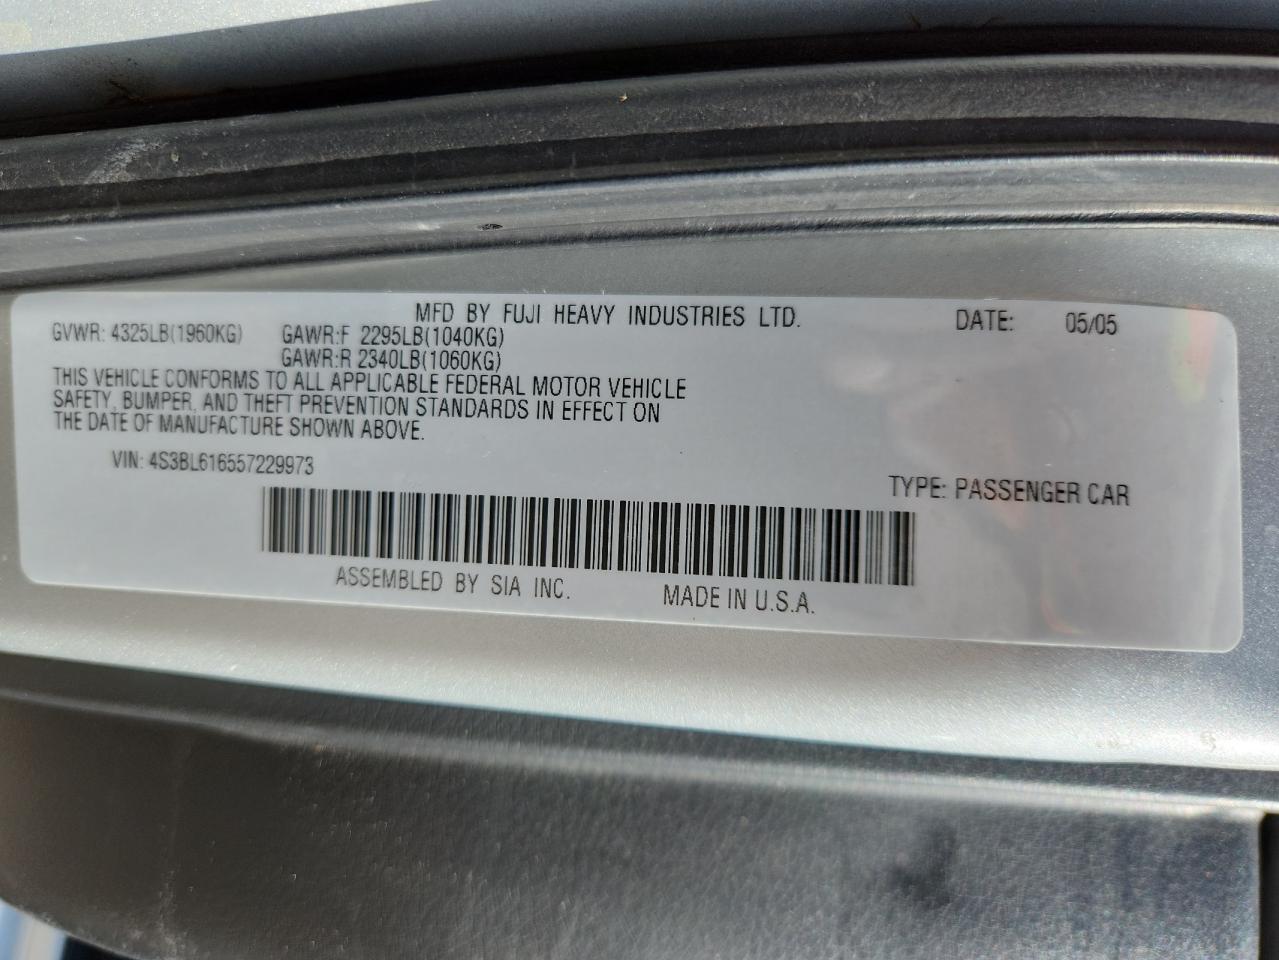 MFD BY FUJI HEAVY INDUSTRIES LTD. DATE: 05/05
GVWR: 4325LB(1960KG) GAWR:F 2295LB(1040KG)
GAWR:R 2340LB(1060KG)
THIS VEHICLE CONFORMS TO ALL APPLICABLE FEDERAL MOTOR VEHICLE
SAFETY, BUMPER, AND THEFT PREVENTION STANDARDS IN EFFECT ON
THE DATE OF MANUFACTURE SHOWN ABOVE.
VIN: 4S3BL616557229973
TYPE: PASSENGER CAR
ASSEMBLED BY SIA INC. MADE IN U.S.A.